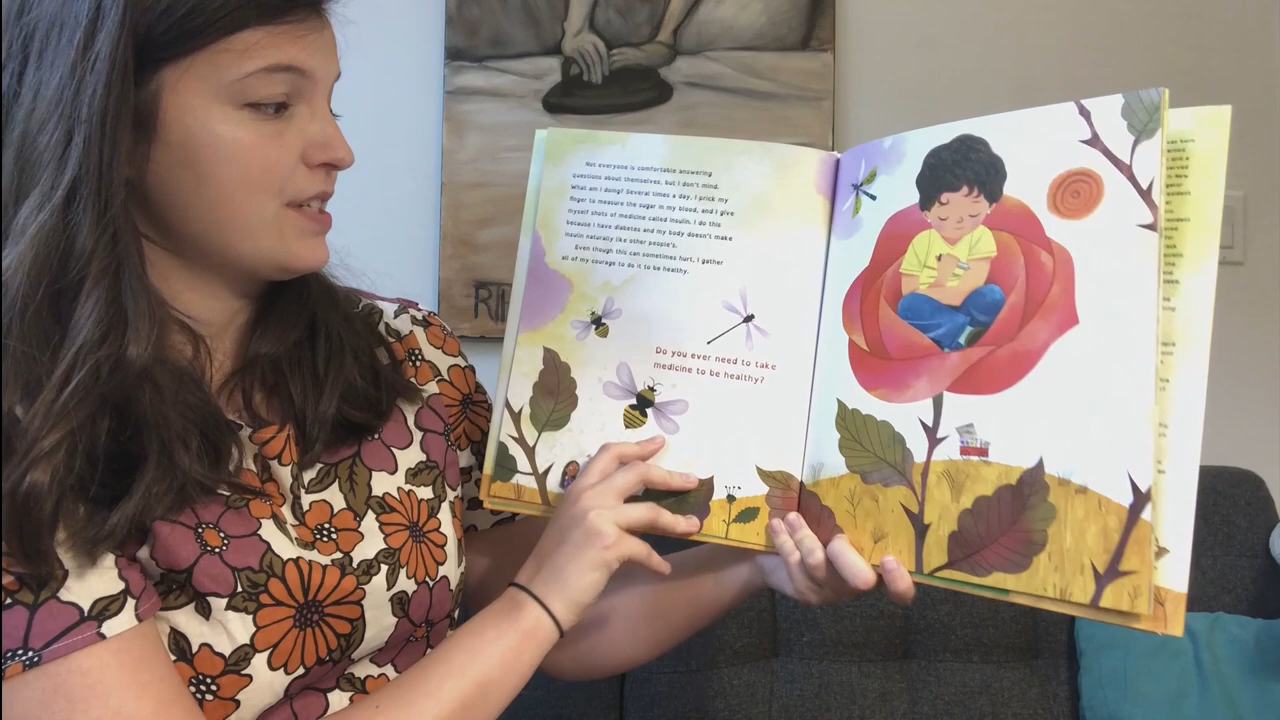 Not everyone is comfortable answering
questions about themselves, but I don't mind.
What am I doing? Several times a day, I prick my
finger to measure the sugar in my blood, and I give
myself shots of medicine called insulin. I do this
because I have diabetes and my body doesn't make
insulin naturally like other people's.
Even though this can sometimes hurt, I gather
all of my courage to do it to be healthy.
Do you ever need to take
medicine to be healthy?